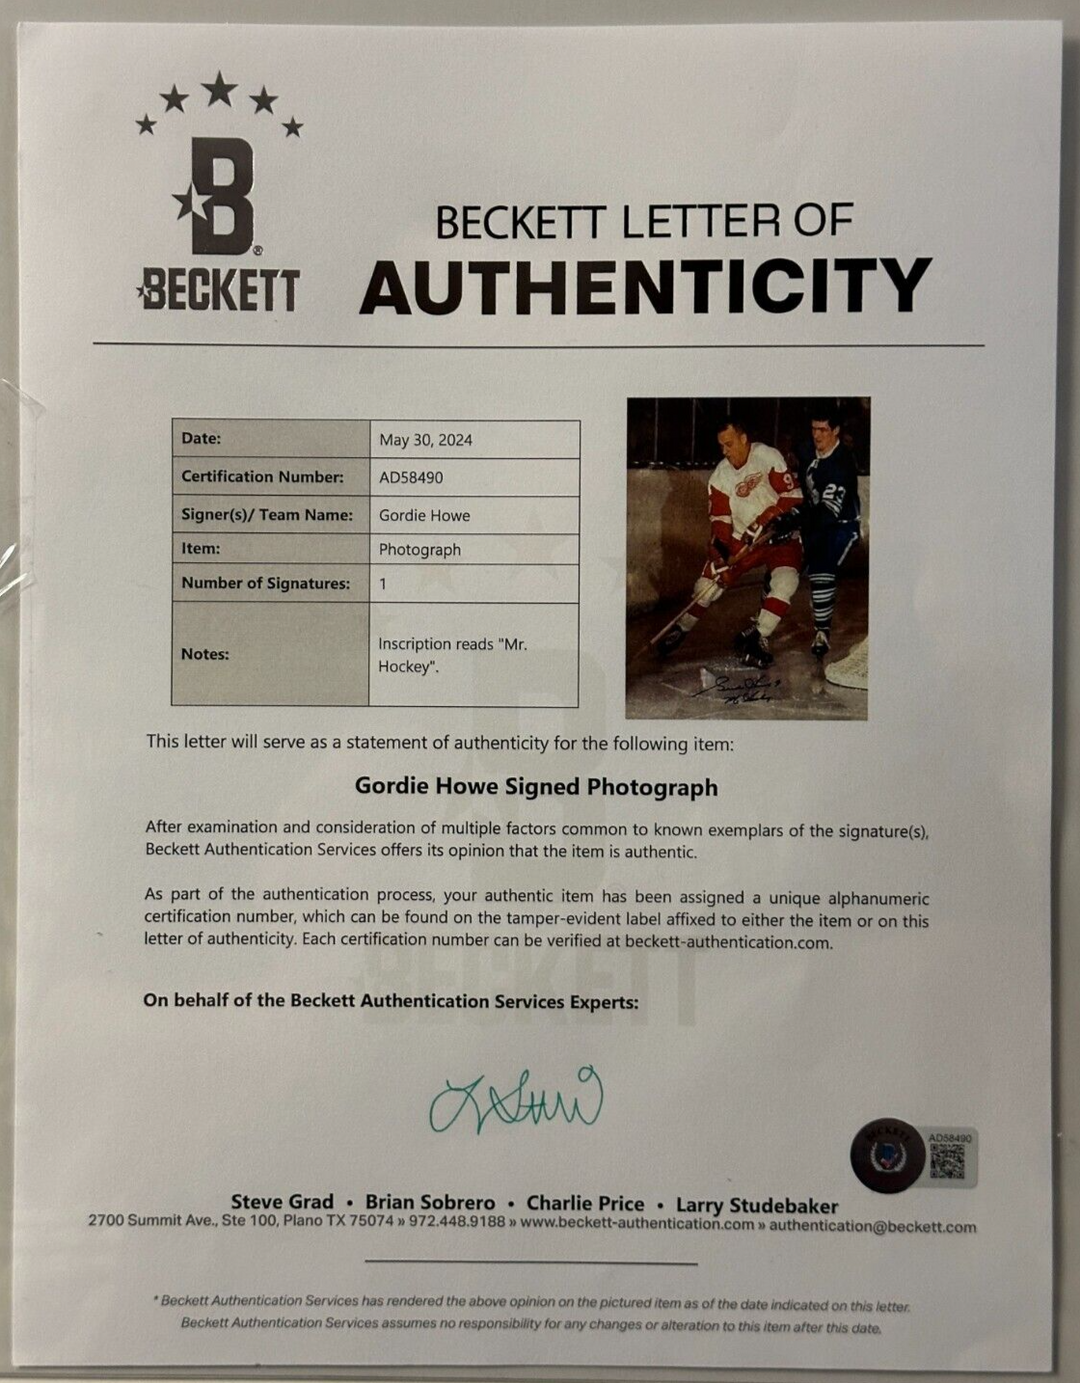 B®
BECKETT
BECKETT LETTER OF
AUTHENTICITY
Date: May 30, 2024
Certification Number: AD58490
Signer(s)/ Team Name: Gordie Howe
Item: Photograph
Number of Signatures: 1
Notes: Inscription reads "Mr.
Hockey".
23
9
This letter will serve as a statement of authenticity for the following item:
Gordie Howe Signed Photograph
After examination and consideration of multiple factors common to known exemplars of the signature(s),
Beckett Authentication Services offers its opinion that the item is authentic.
As part of the authentication process, your authentic item has been assigned a unique alphanumeric
certification number, which can be found on the tamper-evident label affixed to either the item or on this
letter of authenticity. Each certification number can be verified at beckett-authentication.com.
BECKETT
On behalf of the Beckett Authentication Services Experts:
BECKETT
AD58490
Steve Grad • Brian Sobrero • Charlie Price • Larry Studebaker
2700 Summit Ave., Ste 100, Plano TX 75074 » 972.448.9188 » www.beckett-authentication.com » authentication@beckett.com
* Beckett Authentication Services has rendered the above opinion on the pictured item as of the date indicated on this letter.
Beckett Authentication Services assumes no responsibility for any changes or alteration to this item after this date.